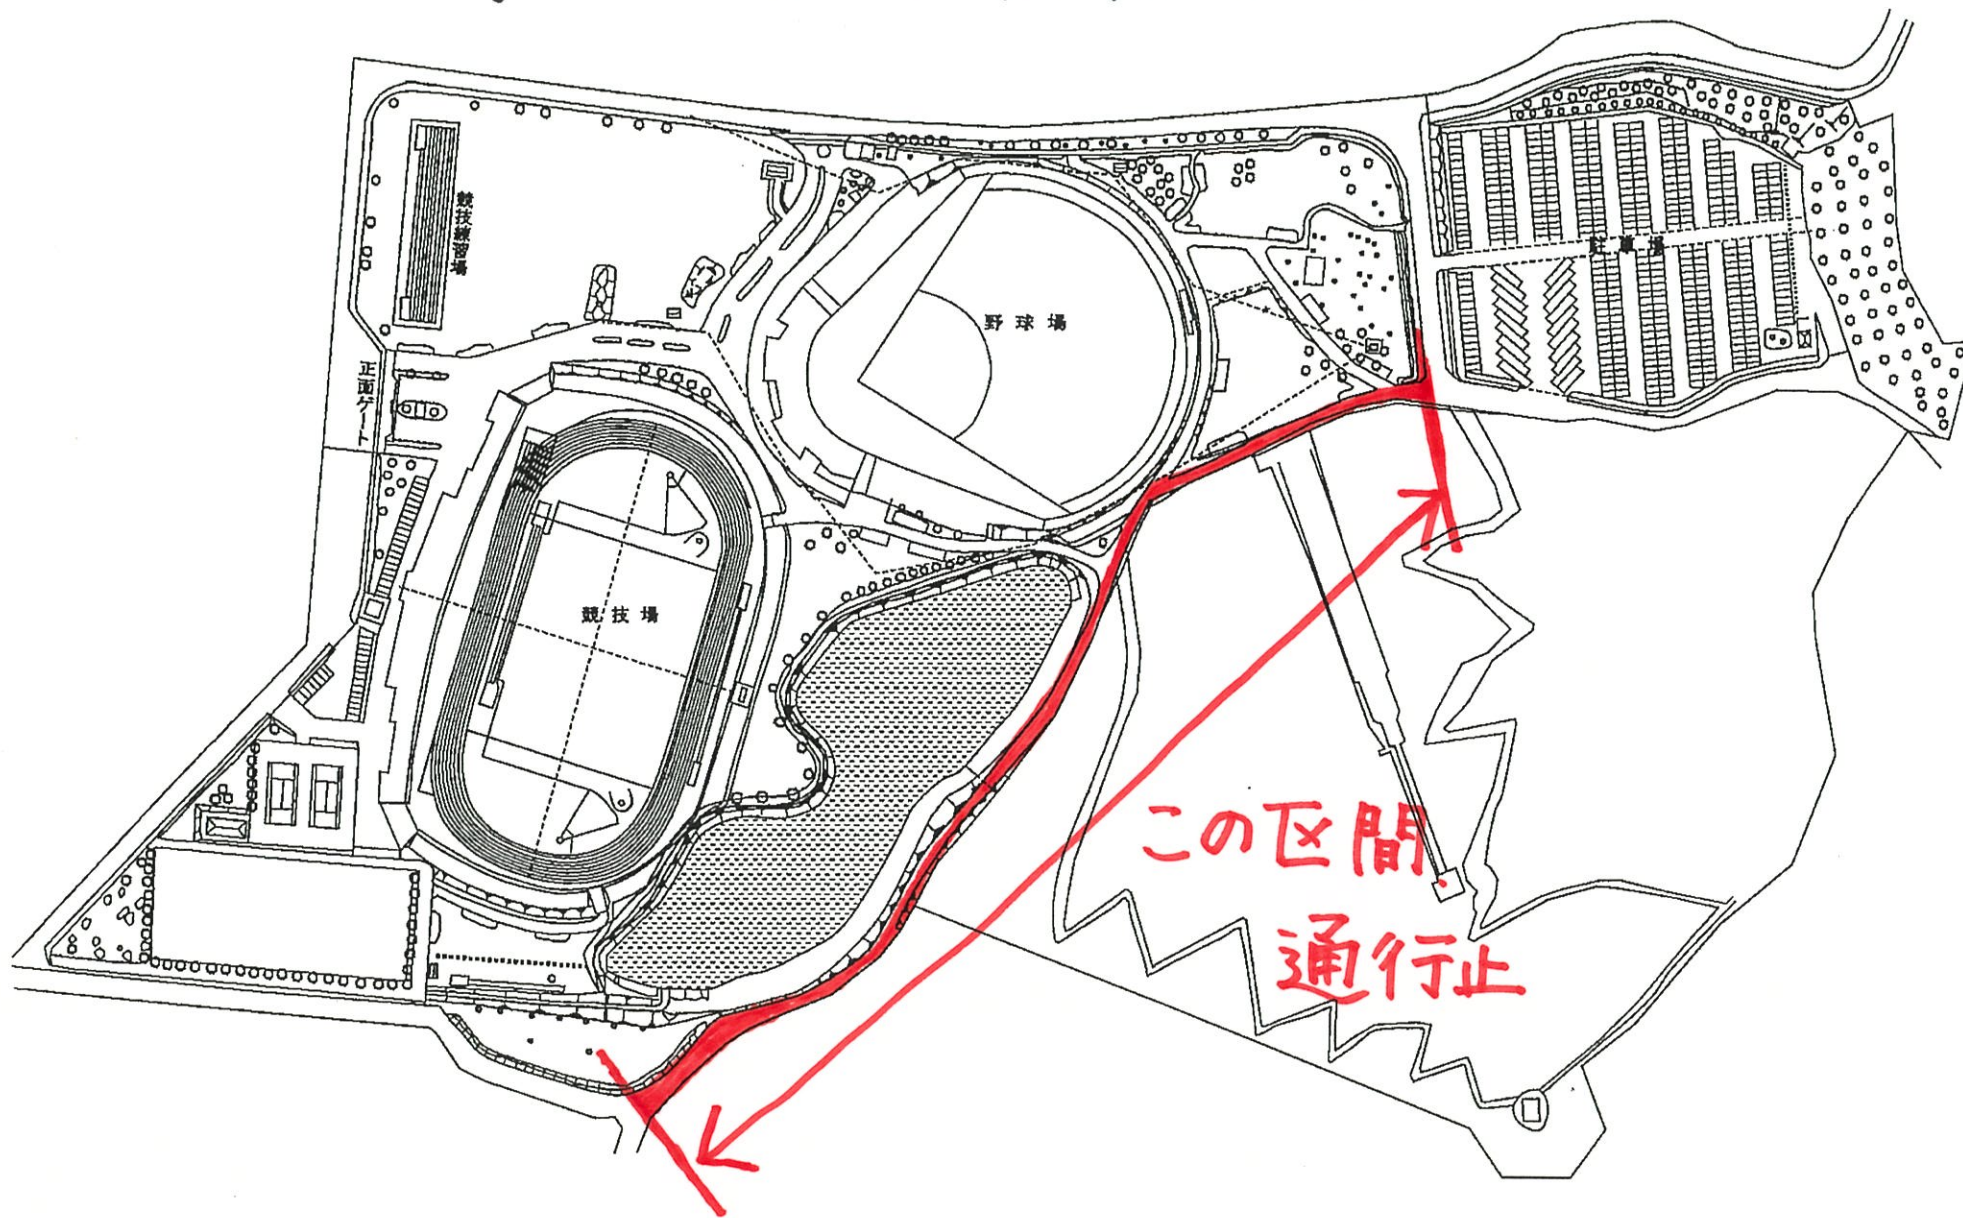 競技練習場
駐車場
野球場
正面ゲート
競技場
この区間
通行止